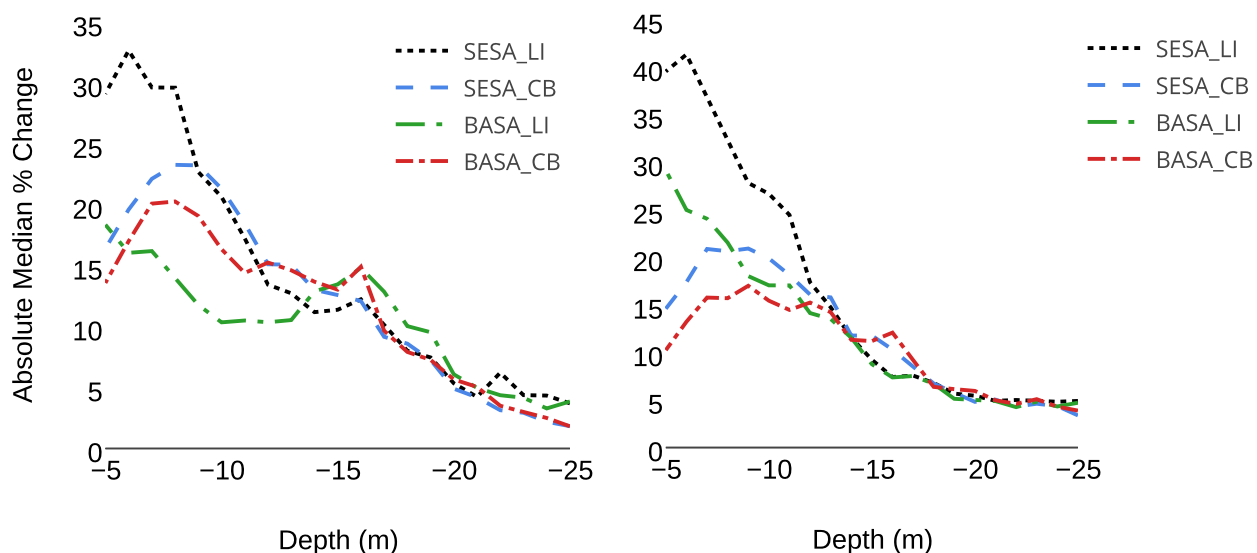 Absolute Median % Change
35
30
25
20
15
10
5
0
−5
−10
−15
−20
−25
Depth (m)
SESA_LI
SESA_CB
BASA_LI
BASA_CB
45
40
35
30
25
20
15
10
5
0
−5
−10
−15
−20
−25
Depth (m)
SESA_LI
SESA_CB
BASA_LI
BASA_CB